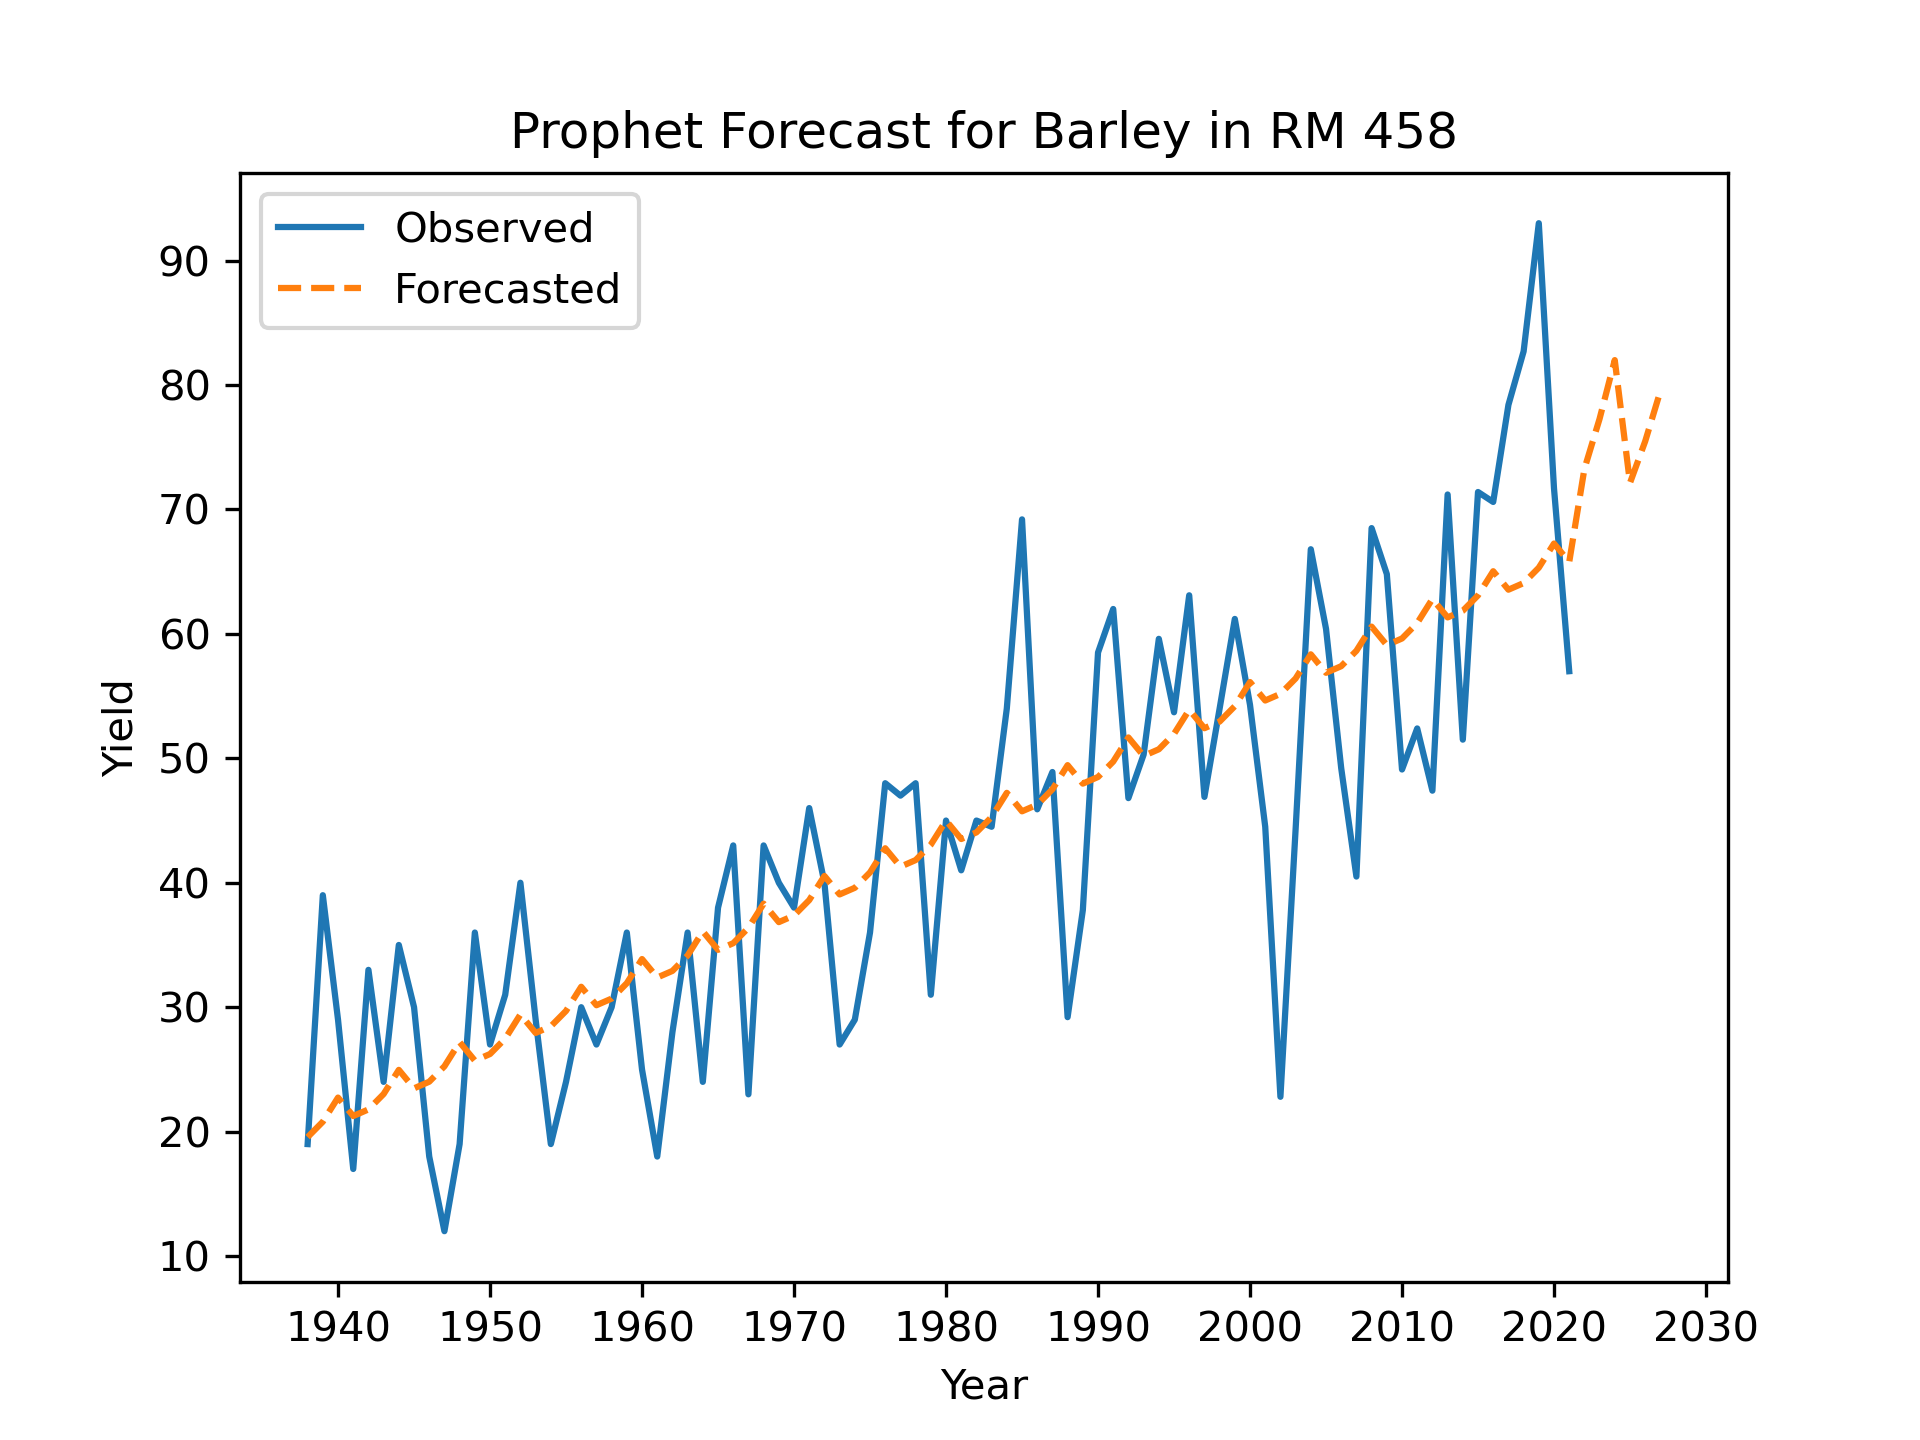 Prophet Forecast for Barley in RM 458
Observed
Forecasted
90
80
70
60
50
40
30
20
10
Yield
1940 1950 1960 1970 1980 1990 2000 2010 2020 2030
Year